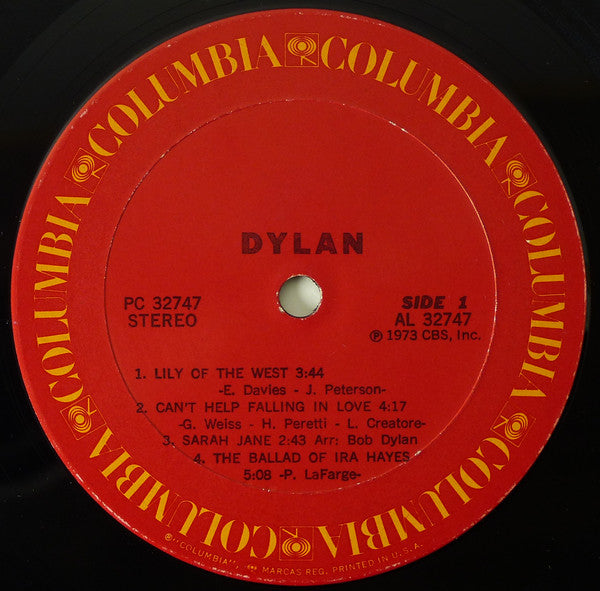 COLUMBIA COLUMBIA COLUMBIA COLUMBIA COLUMBIA COLUMBIA
DYLAN
PC 32747
STEREO
SIDE 1
AL 32747
℗ 1973 CBS, Inc.
1. LILY OF THE WEST 3:44
-E. Davies - J. Peterson-
2. CAN'T HELP FALLING IN LOVE 4:17
-G. Weiss - H. Peretti - L. Creatore-
3. SARAH JANE 2:43 Arr: Bob Dylan
4. THE BALLAD OF IRA HAYES
5:08 -P. LaFarge-
®"COLUMBIA", MARCAS REG. PRINTED IN U.S.A.